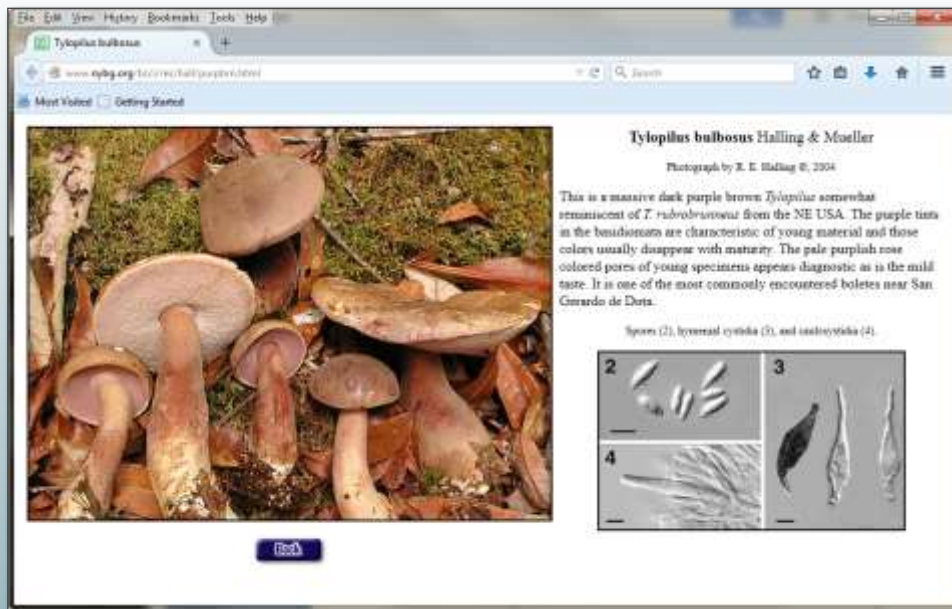 File Edit View History Bookmarks Tools Help
Tylopilus bulbosus
Search
Most Visited Getting Started
Tylopilus bulbosus Halling & Mueller
Photograph by R. E. Halling ©, 2004
This is a massive dark purple brown Tylopilus somewhat
reminiscent of T. rubrobrunneus from the NE USA. The purple tints
in the basidiomata are characteristic of young material and those
colors usually disappear with maturity. The pale purplish rose
colored pores of young specimens appears diagnostic as is the mild
taste. It is one of the most commonly encountered boletes near San
Gerardo de Dota.
Spores (2), hymenial cystidia (3), and caulocystidia (4).
2
3
4
Back